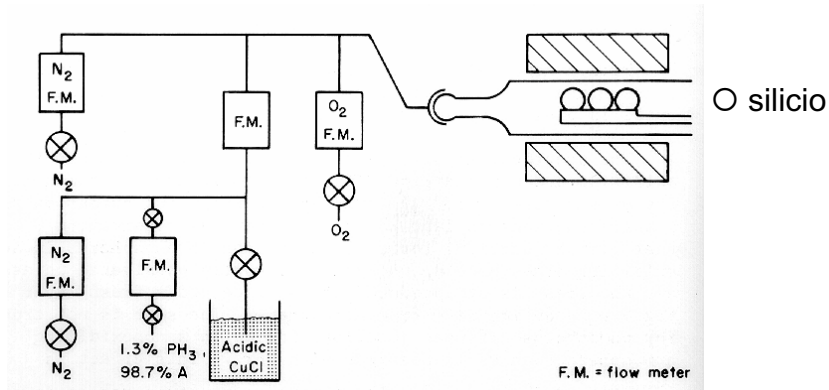 N₂
F.M.
N₂
F.M.
O₂
F.M.
O₂
silicio
N₂
F.M.
N₂
F.M.
1.3% PH₃,
98.7% A
Acidic
CuCl
F.M. = flow meter